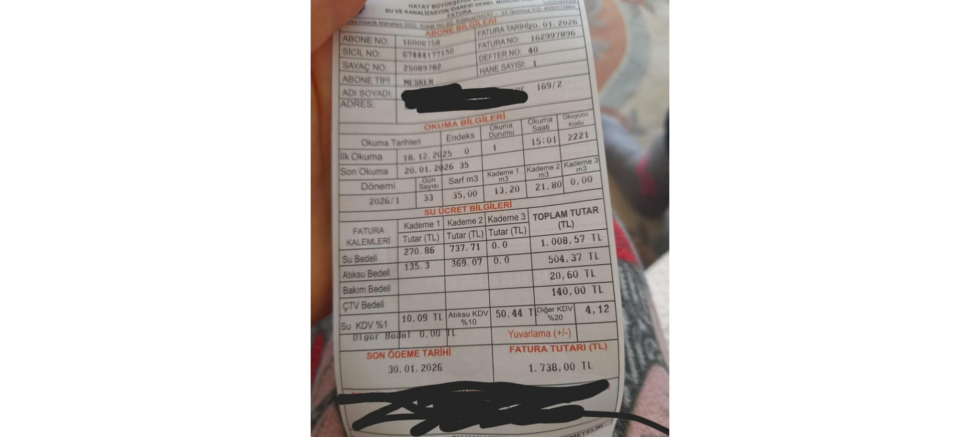 HATAY BÜYÜKŞEHİR
SU VE KANALİZASYON İDARESİ GENEL
FATURA
ABONE BİLGİLERİ
ABONE NO: 16008758 FATURA TARİHİ 20.01.2026
SİCİL NO: 67444177150 FATURA NO: 162997896
SAYAÇ NO: 25089782 DEFTER NO: 40
ABONE TİPİ MESKEN HANE SAYISI: 1
ADI SOYADI:
ADRES: 169/2
OKUMA BİLGİLERİ
Okuma Tarihleri Endeks Okuma Durumu Okuma Saati Okuyucu Kodu
İlk Okuma 18.12.2025 0 1 15:01 2221
Son Okuma 20.01.2026 35
Dönemi Gün Sayısı Sarf m3 Kademe 1 m3 Kademe 2 m3 Kademe 3 m3
2026/1 33 35,00 13,20 21,80 0,00
SU ÜCRET BİLGİLERİ
FATURA KALEMLERİ Kademe 1 Tutar (TL) Kademe 2 Tutar (TL) Kademe 3 Tutar (TL) TOPLAM TUTAR (TL)
Su Bedeli 270.86 737.71 0.0 1.008,57 TL
Atıksu Bedeli 135.3 369.07 0.0 504,37 TL
Bakım Bedeli 20,60 TL
ÇTV Bedeli 140,00 TL
Su KDV %1 10,09 TL Atıksu KDV %10 50,44 T Diğer KDV %20 4,12
Diğer Bedel 0,00 TL Yuvarlama (+/-)
SON ÖDEME TARİHİ FATURA TUTARI (TL)
30.01.2026 1.738,00 TL